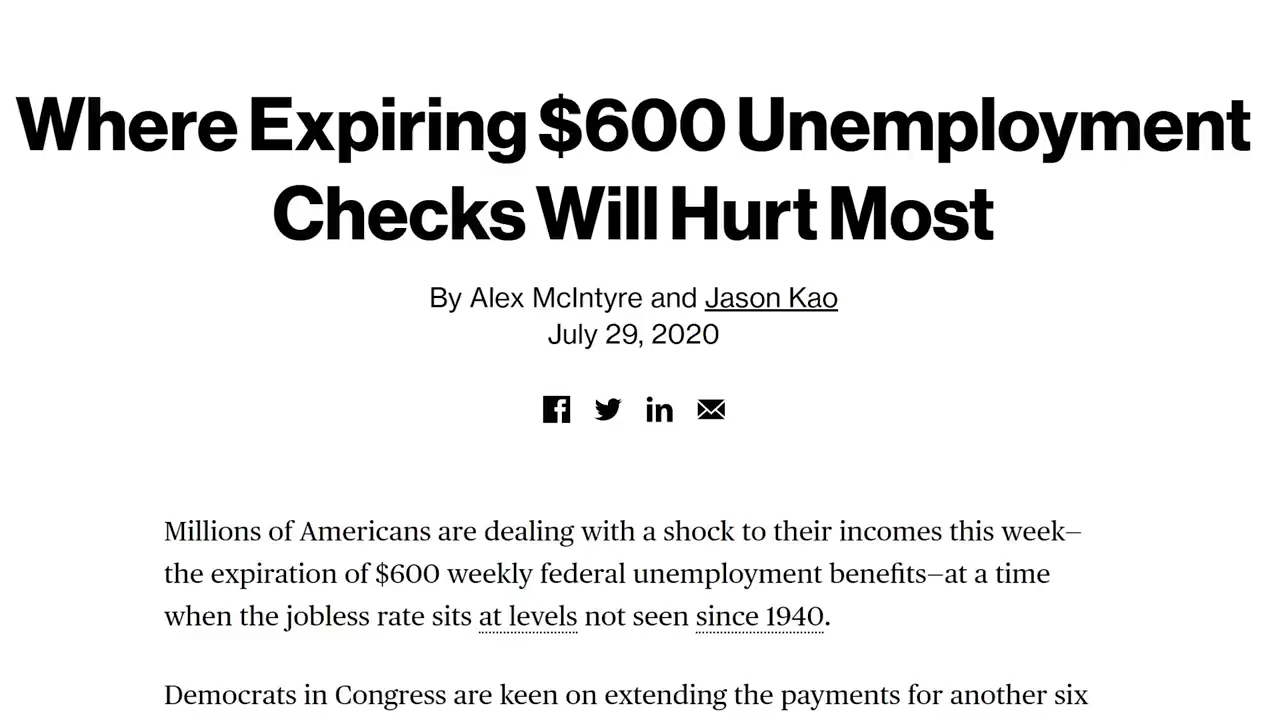 Where Expiring $600 Unemployment
Checks Will Hurt Most
By Alex McIntyre and Jason Kao
July 29, 2020
Millions of Americans are dealing with a shock to their incomes this week—
the expiration of $600 weekly federal unemployment benefits—at a time
when the jobless rate sits at levels not seen since 1940.
Democrats in Congress are keen on extending the payments for another six